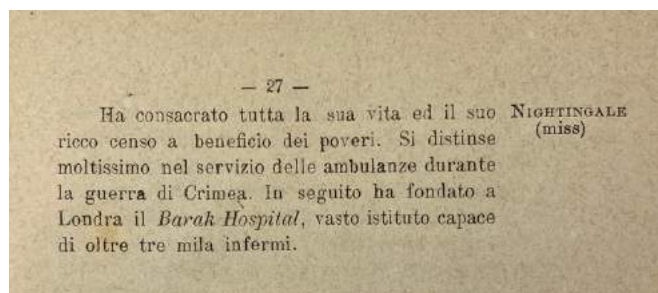 — 27 —
Ha consacrato tutta la sua vita ed il suo
ricco censo a beneficio dei poveri. Si distinse
moltissimo nel servizio delle ambulanze durante
la guerra di Crimea. In seguito ha fondato a
Londra il Barak Hospital, vasto istituto capace
di oltre tre mila infermi.
NIGHTINGALE
(miss)